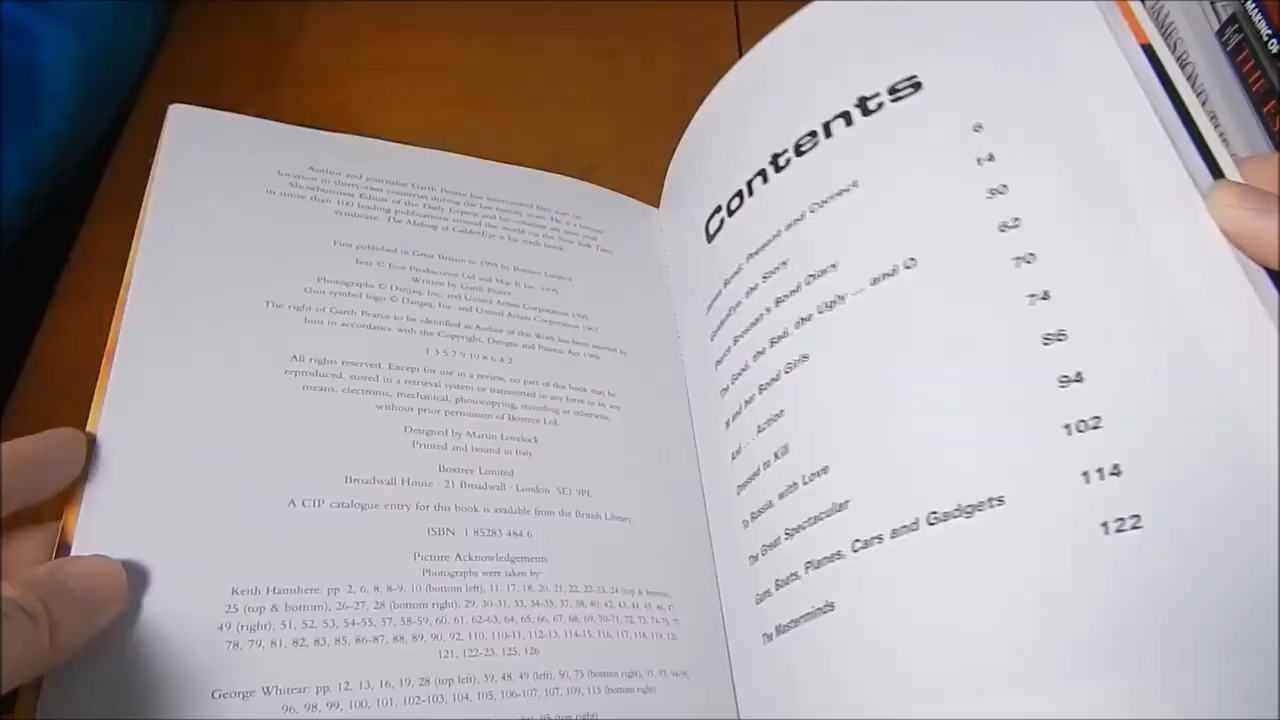 Author and journalist Garth Pearce has interviewed film stars on
location in thirty-two countries during the last twenty years. He is a former
Showbusiness Editor of the Daily Express and his columns are now read
in more than 100 leading publications around the world via the New York Times
syndicate. The Making of GoldenEye is his sixth book.
First published in Great Britain in 1995 by Boxtree Limited
Text © Eon Productions Ltd and Mac B Inc. 1995
Written by Garth Pearce
Photographs © Danjaq, Inc. and United Artists Corporation 1995
Gun symbol logo © Danjaq, Inc. and United Artists Corporation 1962
The right of Garth Pearce to be identified as Author of this Work has been asserted by
him in accordance with the Copyright, Designs and Patents Act 1988
1 3 5 7 9 10 8 6 4 2
All rights reserved. Except for use in a review, no part of this book may be
reproduced, stored in a retrieval system or transmitted in any form or by any
means, electronic, mechanical, photocopying, recording or otherwise,
without prior permission of Boxtree Ltd.
Designed by Martin Lovelock
Printed and bound in Italy
Boxtree Limited
Broadwall House · 21 Broadwall · London SE1 9PL
A CIP catalogue entry for this book is available from the British Library
ISBN 1 85283 484.6
Picture Acknowledgements
Photography were taken by:
Keith Hamshere: pp. 2, 6, 8, 8–9, 10 (bottom left), 11, 17, 18, 20, 21, 22, 22–23, 24 (top & bottom),
25 (top & bottom), 26–27, 28 (bottom right), 29, 30–31, 33, 34–35, 37, 38, 40, 42, 43, 44, 45, 46, 47,
49 (right), 51, 52, 53, 54–55, 57, 58–59, 60, 61, 62–63, 64, 65, 66, 67, 68, 69, 70–71, 72, 73, 74–75,
78, 79, 81, 82, 83, 85, 86–87, 88, 89, 90, 92, 110, 110–11, 112–13, 114–15, 116, 117, 118, 119, 120
121, 122–23, 125, 126
George Whitear: pp. 12, 13, 16, 19, 28 (top left), 39, 48, 49 (left), 50, 75 (bottom right), 91, 93, 94–95,
96, 98, 99, 100, 101, 102–103, 104, 105, 106–107, 107, 109, 115 (bottom right)
95 (top right)
Contents
James Bond: Present and Correct 6
GoldenEye: the Story 14
Pierce Brosnan's Bond Diary 30
The Good, the Bad, the Ugly ... and Q 62
M and her Bond Girls 70
And ... Action 74
Dressed to Kill 86
To Russia, with Love 94
The Great Spectacular 102
Guns, Boats, Planes, Cars and Gadgets 114
The Masterminds 122
JAMES BOND
MAKING OF
THE